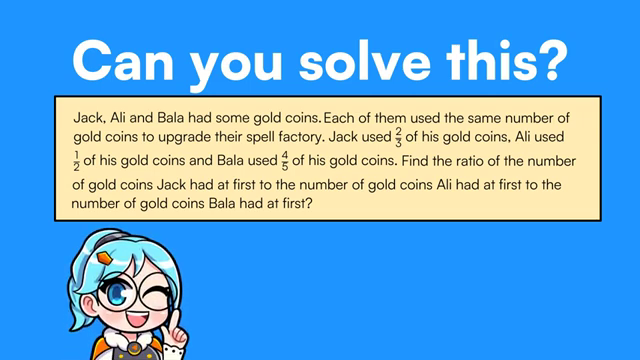 Can you solve this?
Jack, Ali and Bala had some gold coins. Each of them used the same number of
gold coins to upgrade their spell factory. Jack used 2/3 of his gold coins, Ali used
1/2 of his gold coins and Bala used 4/5 of his gold coins. Find the ratio of the number
of gold coins Jack had at first to the number of gold coins Ali had at first to the
number of gold coins Bala had at first?